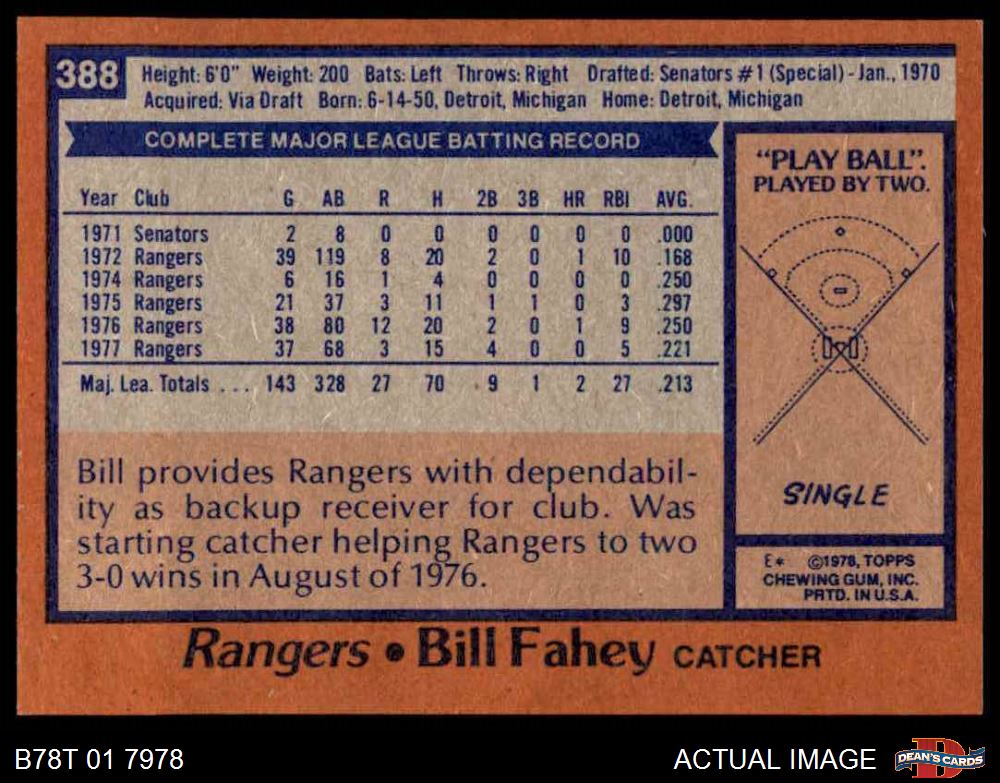 388
Height: 6'0" Weight: 200 Bats: Left Throws: Right Drafted: Senators #1 (Special) - Jan., 1970
Acquired: Via Draft Born: 6-14-50, Detroit, Michigan Home: Detroit, Michigan
COMPLETE MAJOR LEAGUE BATTING RECORD
Year Club G AB R H 2B 3B HR RBI AVG.
1971 Senators 2 8 0 0 0 0 0 0 .000
1972 Rangers 39 119 8 20 2 0 1 10 .168
1974 Rangers 6 16 1 4 0 0 0 0 .250
1975 Rangers 21 37 3 11 1 1 0 3 .297
1976 Rangers 38 80 12 20 2 0 1 9 .250
1977 Rangers 37 68 3 15 4 0 0 5 .221
Maj. Lea. Totals ... 143 328 27 70 9 1 2 27 .213
Bill provides Rangers with dependabil-
ity as backup receiver for club. Was
starting catcher helping Rangers to two
3-0 wins in August of 1976.
"PLAY BALL".
PLAYED BY TWO.
SINGLE
E* ©1978, TOPPS
CHEWING GUM, INC.
PRTD. IN U.S.A.
Rangers • Bill Fahey CATCHER
B78T 01 7978
ACTUAL IMAGE
D
DEAN'S CARDS